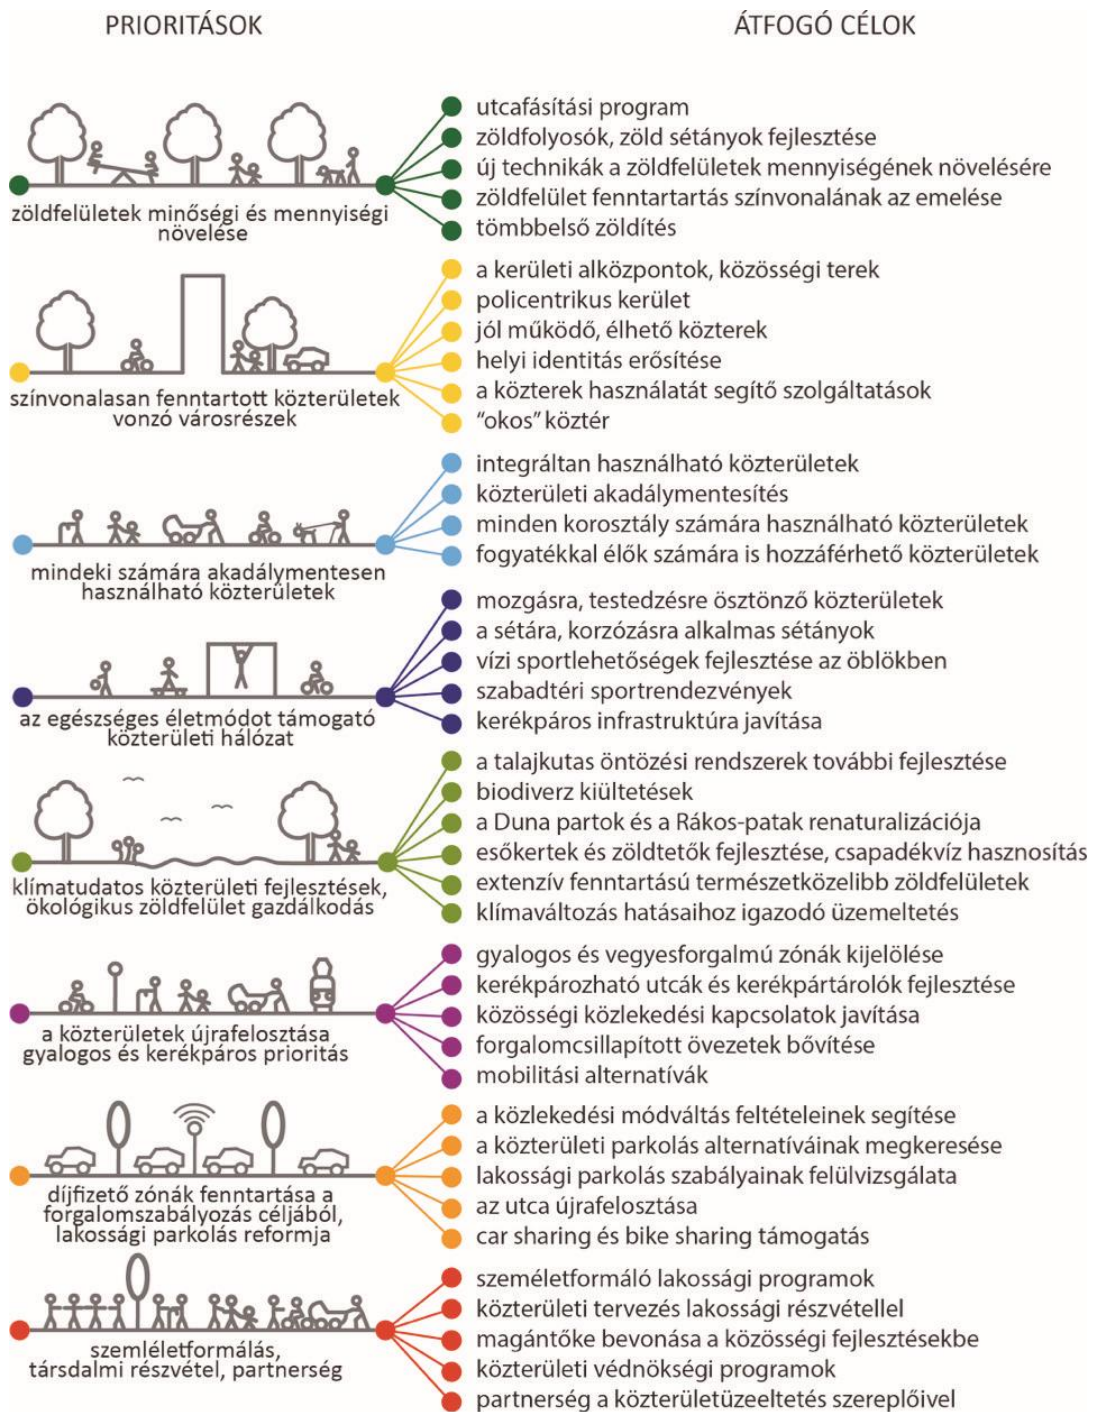 PRIORITÁSOK
ÁTFOGÓ CÉLOK
zöldfelületek minőségi és mennyiségi
növelése
utcafásítási program
zöldfolyosók, zöld sétányok fejlesztése
új technikák a zöldfelületek mennyiségének növelésére
zöldfelület fenntartartás színvonalának az emelése
tömbbelső zöldítés
színvonalasan fenntartott közterületek
vonzó városrészek
a kerületi alközpontok, közösségi terek
policentrikus kerület
jól működő, élhető közterek
helyi identitás erősítése
a közterek használatát segítő szolgáltatások
“okos” köztér
mindeki számára akadálymentesen
használható közterületek
integráltan használható közterületek
közterületi akadálymentesítés
minden korosztály számára használható közterületek
fogyatékkal élők számára is hozzáférhető közterületek
az egészséges életmódot támogató
közterületi hálózat
mozgásra, testedzésre ösztönző közterületek
a sétára, korzózásra alkalmas sétányok
vízi sportlehetőségek fejlesztése az öblökben
szabadtéri sportrendezvények
kerékpáros infrastruktúra javítása
klímatudatos közterületi fejlesztések,
ökológikus zöldfelület gazdálkodás
a talajkutas öntözési rendszerek további fejlesztése
biodiverz kiültetések
a Duna partok és a Rákos-patak renaturalizációja
esőkertek és zöldtetők fejlesztése, csapadékvíz hasznosítás
extenzív fenntartású természetközelibb zöldfelületek
klímaváltozás hatásaihoz igazodó üzemeltetés
a közterületek újrafelosztása
gyalogos és kerékpáros prioritás
gyalogos és vegyesforgalmú zónák kijelölése
kerékpározható utcák és kerékpártárolók fejlesztése
közösségi közlekedési kapcsolatok javítása
forgalomcsillapított övezetek bővítése
mobilitási alternatívák
díjfizető zónák fenntartása a
forgalomszabályozás céljából,
lakossági parkolás reformja
a közlekedési módváltás feltételeinek segítése
a közterületi parkolás alternatíváinak megkeresése
lakossági parkolás szabályainak felülvizsgálata
az utca újrafelosztása
car sharing és bike sharing támogatás
szemléletformálás,
társdalmi részvétel, partnerség
személetformáló lakossági programok
közterületi tervezés lakossági részvétellel
magántőke bevonása a közösségi fejlesztésekbe
közterületi védnökségi programok
partnerség a közterületüzeeltetés szereplőivel